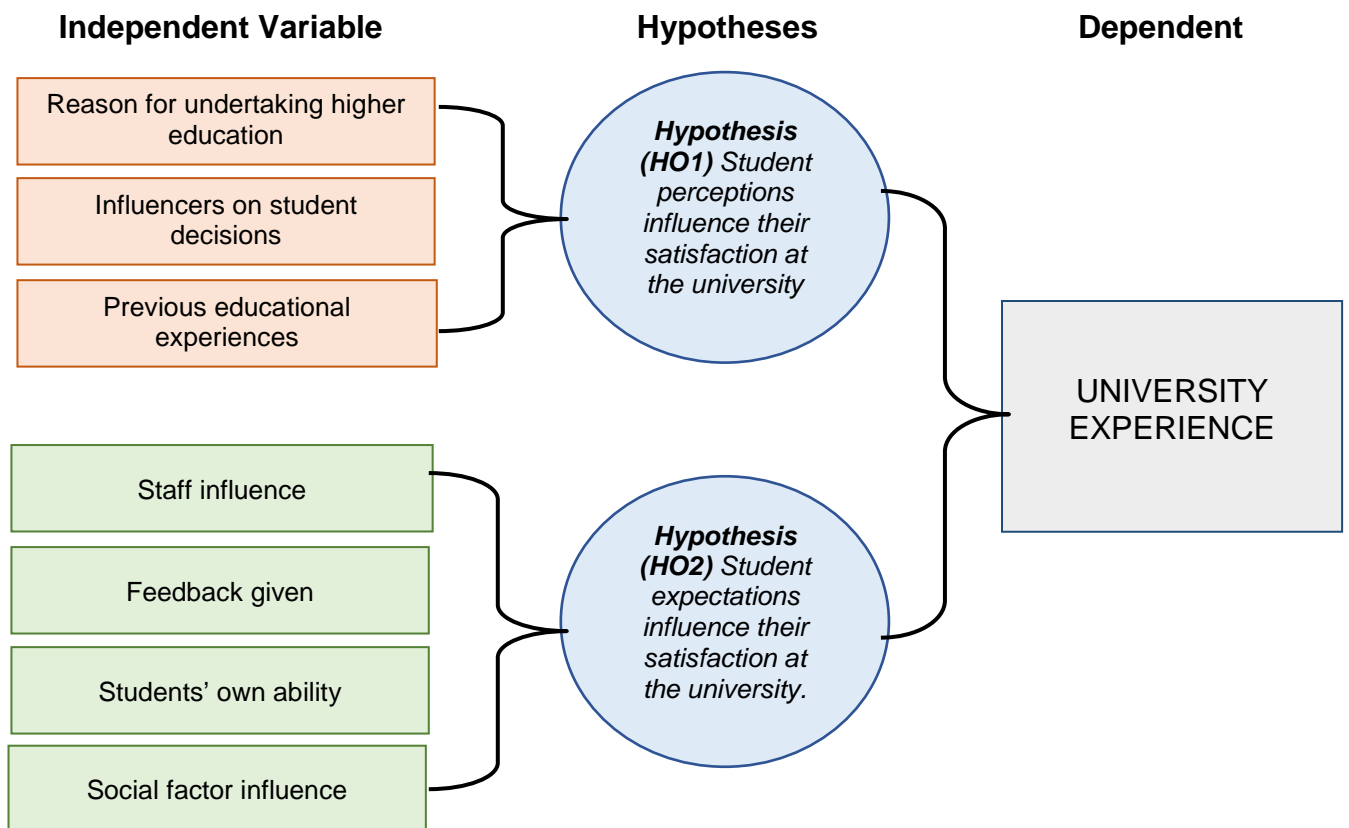 Independent Variable
Hypotheses
Dependent
Reason for undertaking higher
education
Influencers on student
decisions
Previous educational
experiences
Hypothesis
(HO1) Student
perceptions
influence their
satisfaction at
the university
Staff influence
Feedback given
Students’ own ability
Social factor influence
Hypothesis
(HO2) Student
expectations
influence their
satisfaction at
the university.
UNIVERSITY
EXPERIENCE